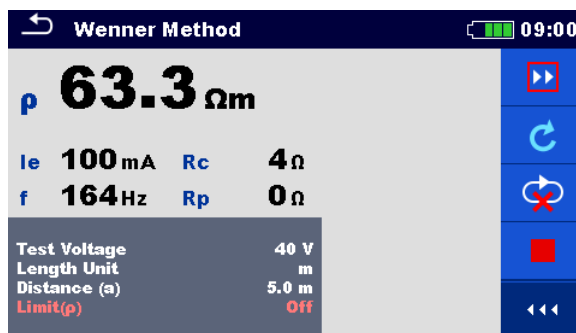 Wenner Method 09:00
ρ 63.3 Ωm
Ie 100 mA Rc 4 Ω
f 164 Hz Rp 0 Ω
Test Voltage 40 V
Length Unit m
Distance (a) 5.0 m
Limit(ρ) Off